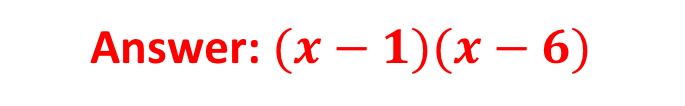 Answer: (x − 1)(x − 6)